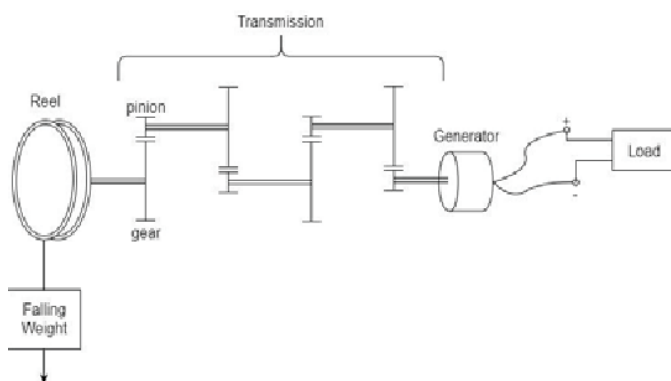 Transmission
Reel
pinion
Generator
+
Load
-
gear
Falling
Weight